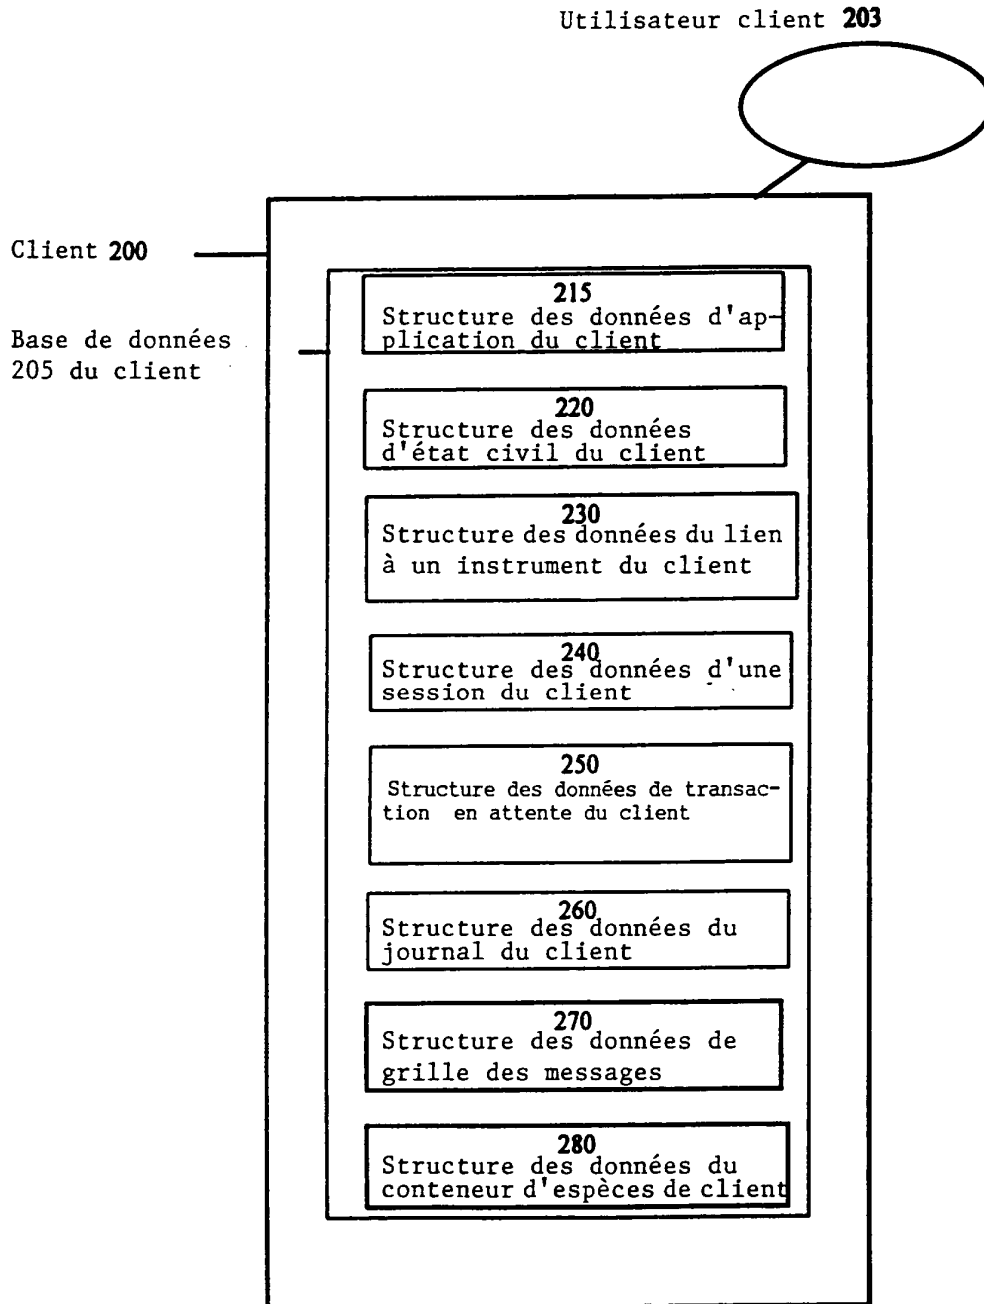 Utilisateur client 203
Client 200
Base de données
205 du client
215
Structure des données d'ap-
plication du client
220
Structure des données
d'état civil du client
230
Structure des données du lien
à un instrument du client
240
Structure des données d'une
session du client
250
Structure des données de transac-
tion en attente du client
260
Structure des données du
journal du client
270
Structure des données de
grille des messages
280
Structure des données du
conteneur d'espèces de client